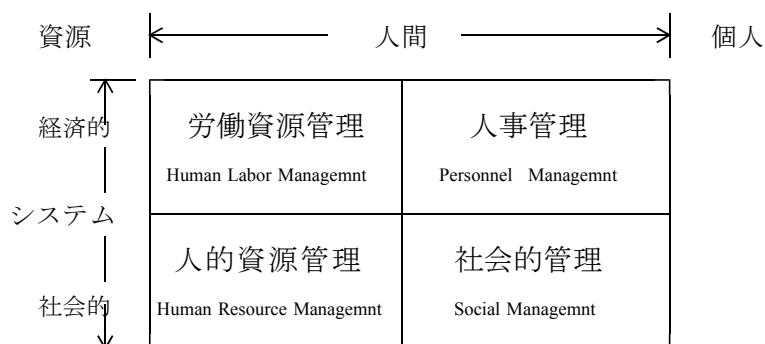 資源 人間 個人
経済的 労働資源管理 人事管理
Human Labor Managemnt Personnel Managemnt
システム
人的資源管理 社会的管理
社会的 Human Resource Managemnt Social Managemnt